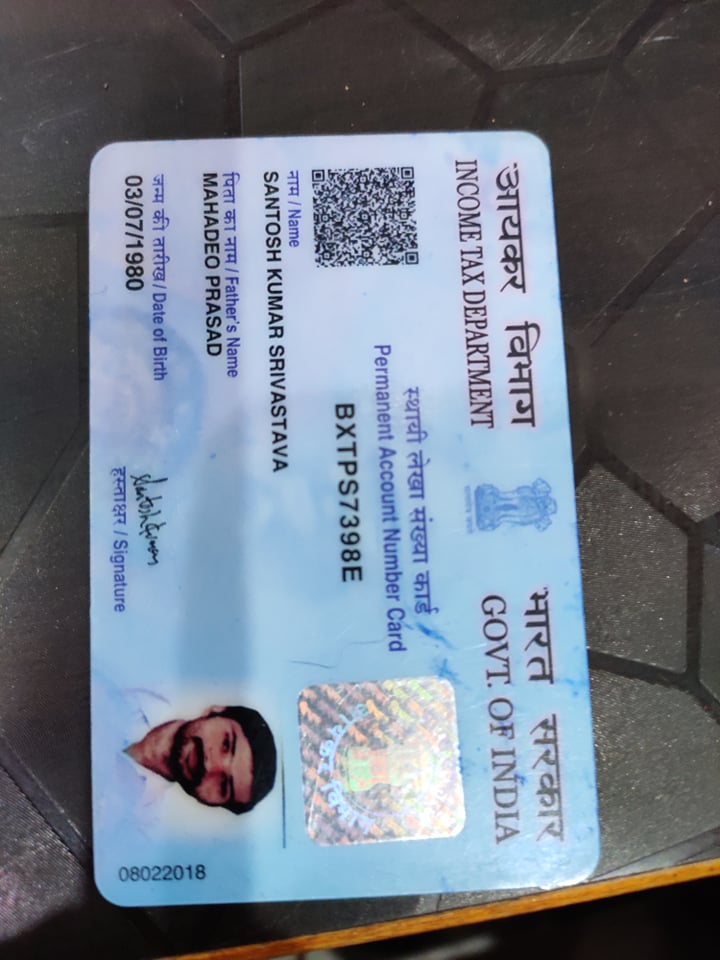 आयकर विभाग
INCOME TAX DEPARTMENT
भारत सरकार
GOVT. OF INDIA
स्थायी लेखा संख्या कार्ड
Permanent Account Number Card
BXTPS7398E
नाम / Name
SANTOSH KUMAR SRIVASTAVA
पिता का नाम / Father's Name
MAHADEO PRASAD
जन्म की तारीख / Date of Birth
03/07/1980
हस्ताक्षर / Signature
08022018